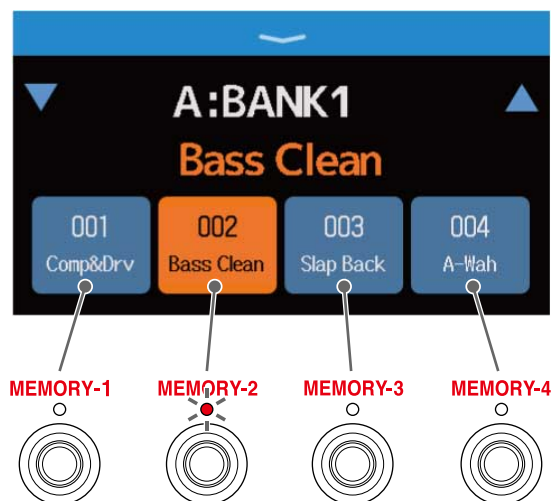 A:BANK1
Bass Clean
001 002 003 004
Comp&Drv Bass Clean Slap Back A-Wah
MEMORY-1 MEMORY-2 MEMORY-3 MEMORY-4